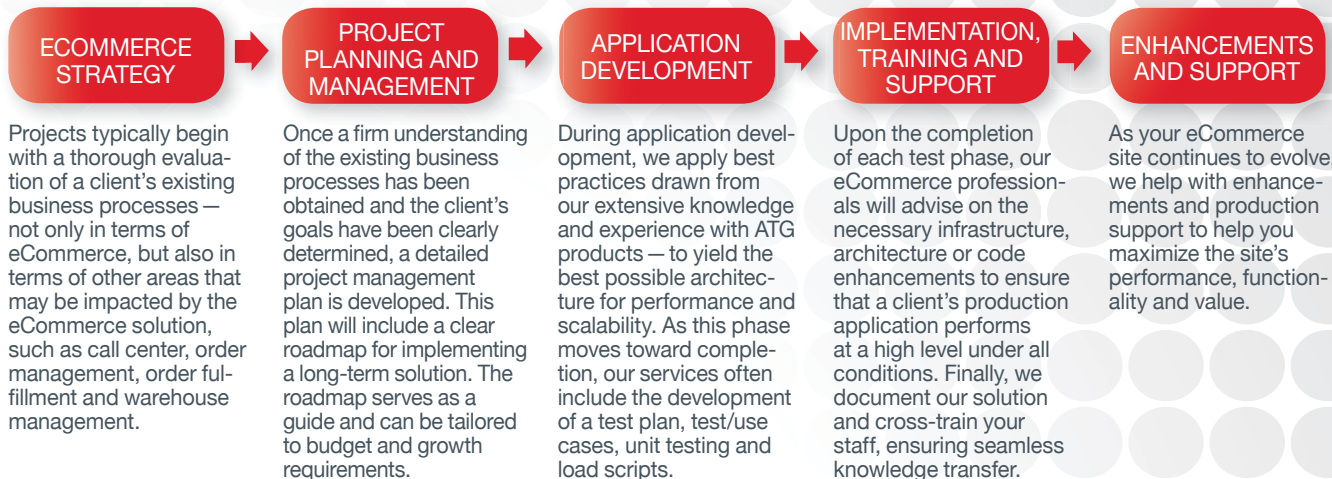 ECOMMERCE
STRATEGY
Projects typically begin
with a thorough evalua-
tion of a client's existing
business processes —
not only in terms of
eCommerce, but also in
terms of other areas that
may be impacted by the
eCommerce solution,
such as call center, order
management, order ful-
fillment and warehouse
management.
PROJECT
PLANNING AND
MANAGEMENT
Once a firm understanding
of the existing business
processes has been
obtained and the client's
goals have been clearly
determined, a detailed
project management
plan is developed. This
plan will include a clear
roadmap for implementing
a long-term solution. The
roadmap serves as a
guide and can be tailored
to budget and growth
requirements.
APPLICATION
DEVELOPMENT
During application devel-
opment, we apply best
practices drawn from
our extensive knowledge
and experience with ATG
products — to yield the
best possible architec-
ture for performance and
scalability. As this phase
moves toward comple-
tion, our services often
include the development
of a test plan, test/use
cases, unit testing and
load scripts.
IMPLEMENTATION,
TRAINING AND
SUPPORT
Upon the completion
of each test phase, our
eCommerce profession-
als will advise on the
necessary infrastructure,
architecture or code
enhancements to ensure
that a client's production
application performs
at a high level under all
conditions. Finally, we
document our solution
and cross-train your
staff, ensuring seamless
knowledge transfer.
ENHANCEMENTS
AND SUPPORT
As your eCommerce
site continues to evolve,
we help with enhance-
ments and production
support to help you
maximize the site's
performance, function-
ality and value.